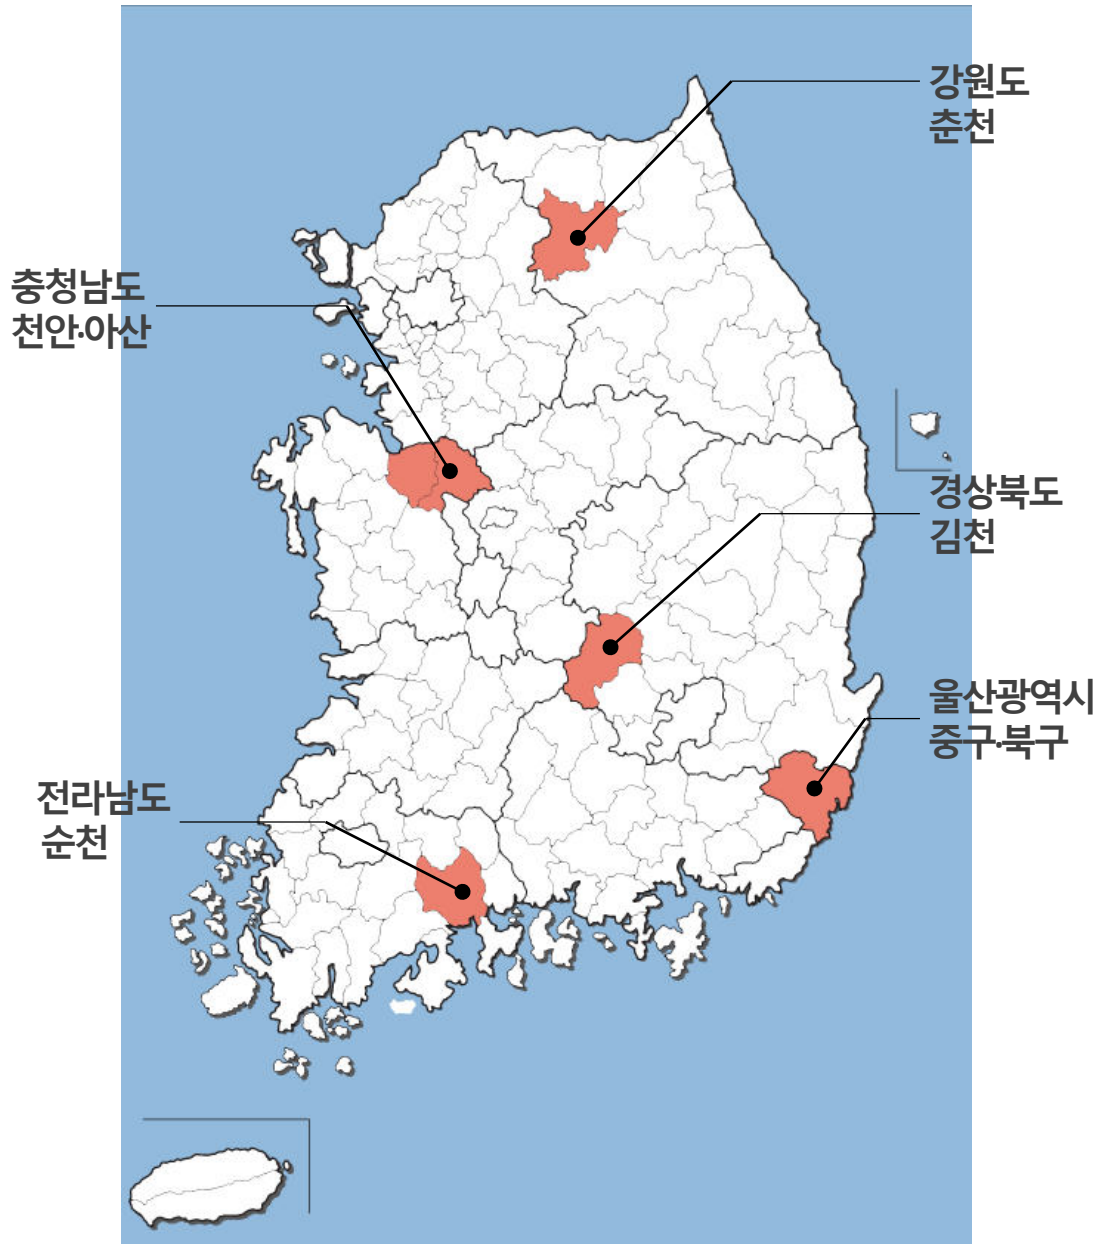 강원도
춘천
충청남도
천안·아산
경상북도
김천
울산광역시
중구·북구
전라남도
순천